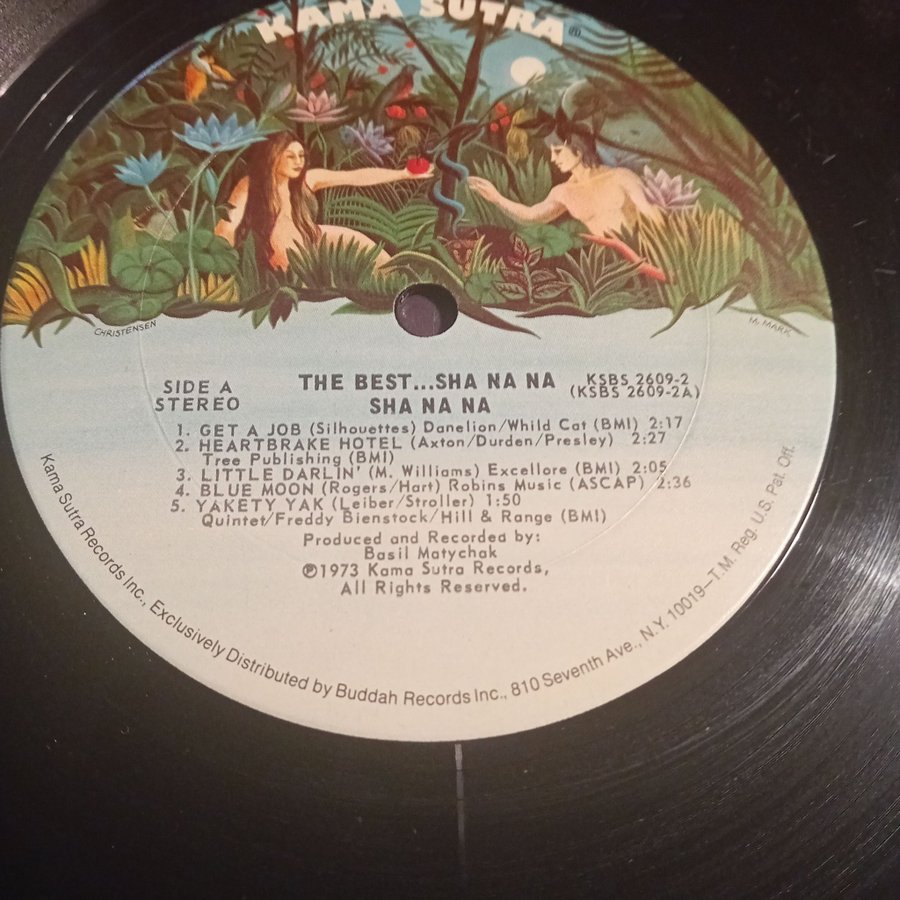 KAMA SUTRA
CHRISTENSEN
M. MARK
SIDE A
STEREO
THE BEST...SHA NA NA
SHA NA NA
KSBS 2609-2
(KSBS 2609-2A)
1. GET A JOB (Silhouettes) Danelion/Whild Cat (BMI) 2:17
2. HEARTBRAKE HOTEL (Axton/Durden/Presley) 2:27
Tree Publishing (BMI)
3. LITTLE DARLIN' (M. Williams) Excellore (BMI) 2:05
4. BLUE MOON (Rogers/Hart) Robins Music (ASCAP) 2:36
5. YAKETY YAK (Leiber/Stroller) 1:50
Quintet/Freddy Bienstock/Hill & Range (BMI)
Produced and Recorded by:
Basil Matychak
℗1973 Kama Sutra Records,
All Rights Reserved.
Kama Sutra Records Inc., Exclusively Distributed by Buddah Records Inc., 810 Seventh Ave., N.Y. 10019—T.M. Reg. U.S. Pat. Off.